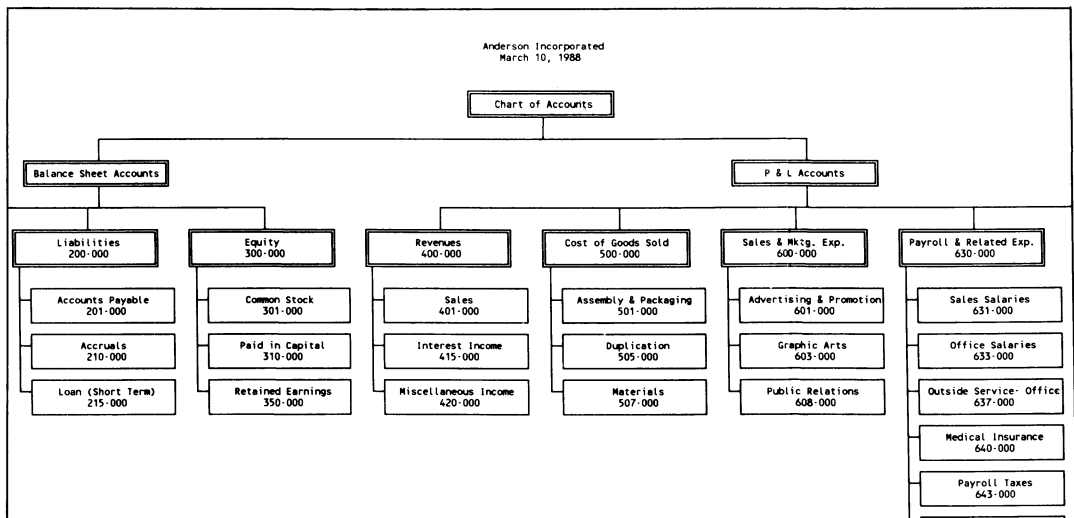 Anderson Incorporated
March 10, 1988
Chart of Accounts
Balance Sheet Accounts
P & L Accounts
Liabilities
200-000
Equity
300-000
Revenues
400-000
Cost of Goods Sold
500-000
Sales & Mktg. Exp.
600-000
Payroll & Related Exp.
630-000
Accounts Payable
201-000
Common Stock
301-000
Sales
401-000
Assembly & Packaging
501-000
Advertising & Promotion
601-000
Sales Salaries
631-000
Accruals
210-000
Paid in Capital
310-000
Interest Income
415-000
Duplication
505-000
Graphic Arts
603-000
Office Salaries
633-000
Loan (Short Term)
215-000
Retained Earnings
350-000
Miscellaneous Income
420-000
Materials
507-000
Public Relations
608-000
Outside Service- Office
637-000
Medical Insurance
640-000
Payroll Taxes
643-000